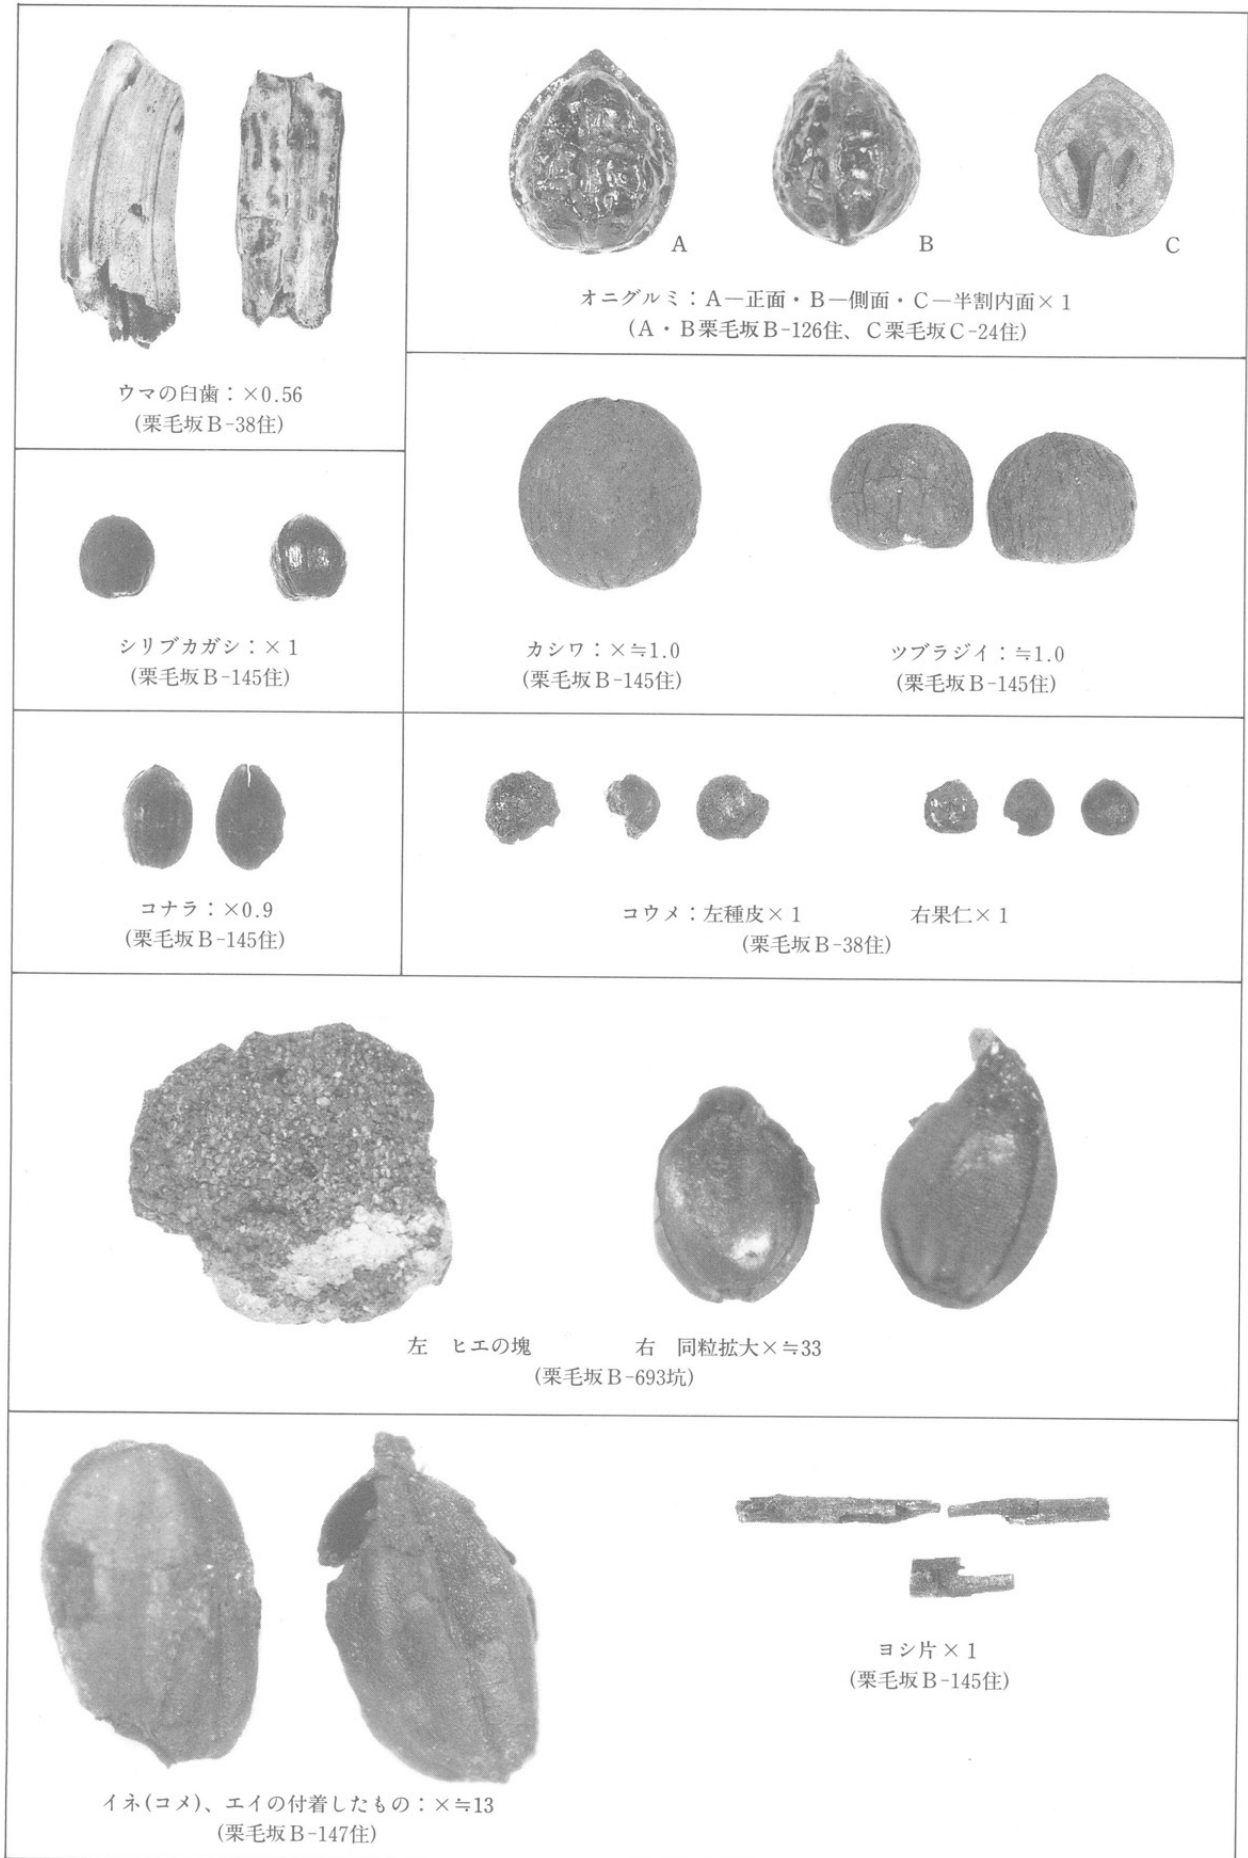 ウマの臼歯：×0.56
(栗毛坂B-38住)
A
B
C
オニグルミ：A—正面・B—側面・C—半割内面×1
(A・B栗毛坂B-126住、C栗毛坂C-24住)
シリブカガシ：×1
(栗毛坂B-145住)
カシワ：×≒1.0
(栗毛坂B-145住)
ツブラジイ：≒1.0
(栗毛坂B-145住)
コナラ：×0.9
(栗毛坂B-145住)
コウメ：左種皮×1　右果仁×1
(栗毛坂B-38住)
左　ヒエの塊　右　同粒拡大×≒33
(栗毛坂B-693坑)
イネ(コメ)、エイの付着したもの：×≒13
(栗毛坂B-147住)
ヨシ片×1
(栗毛坂B-145住)